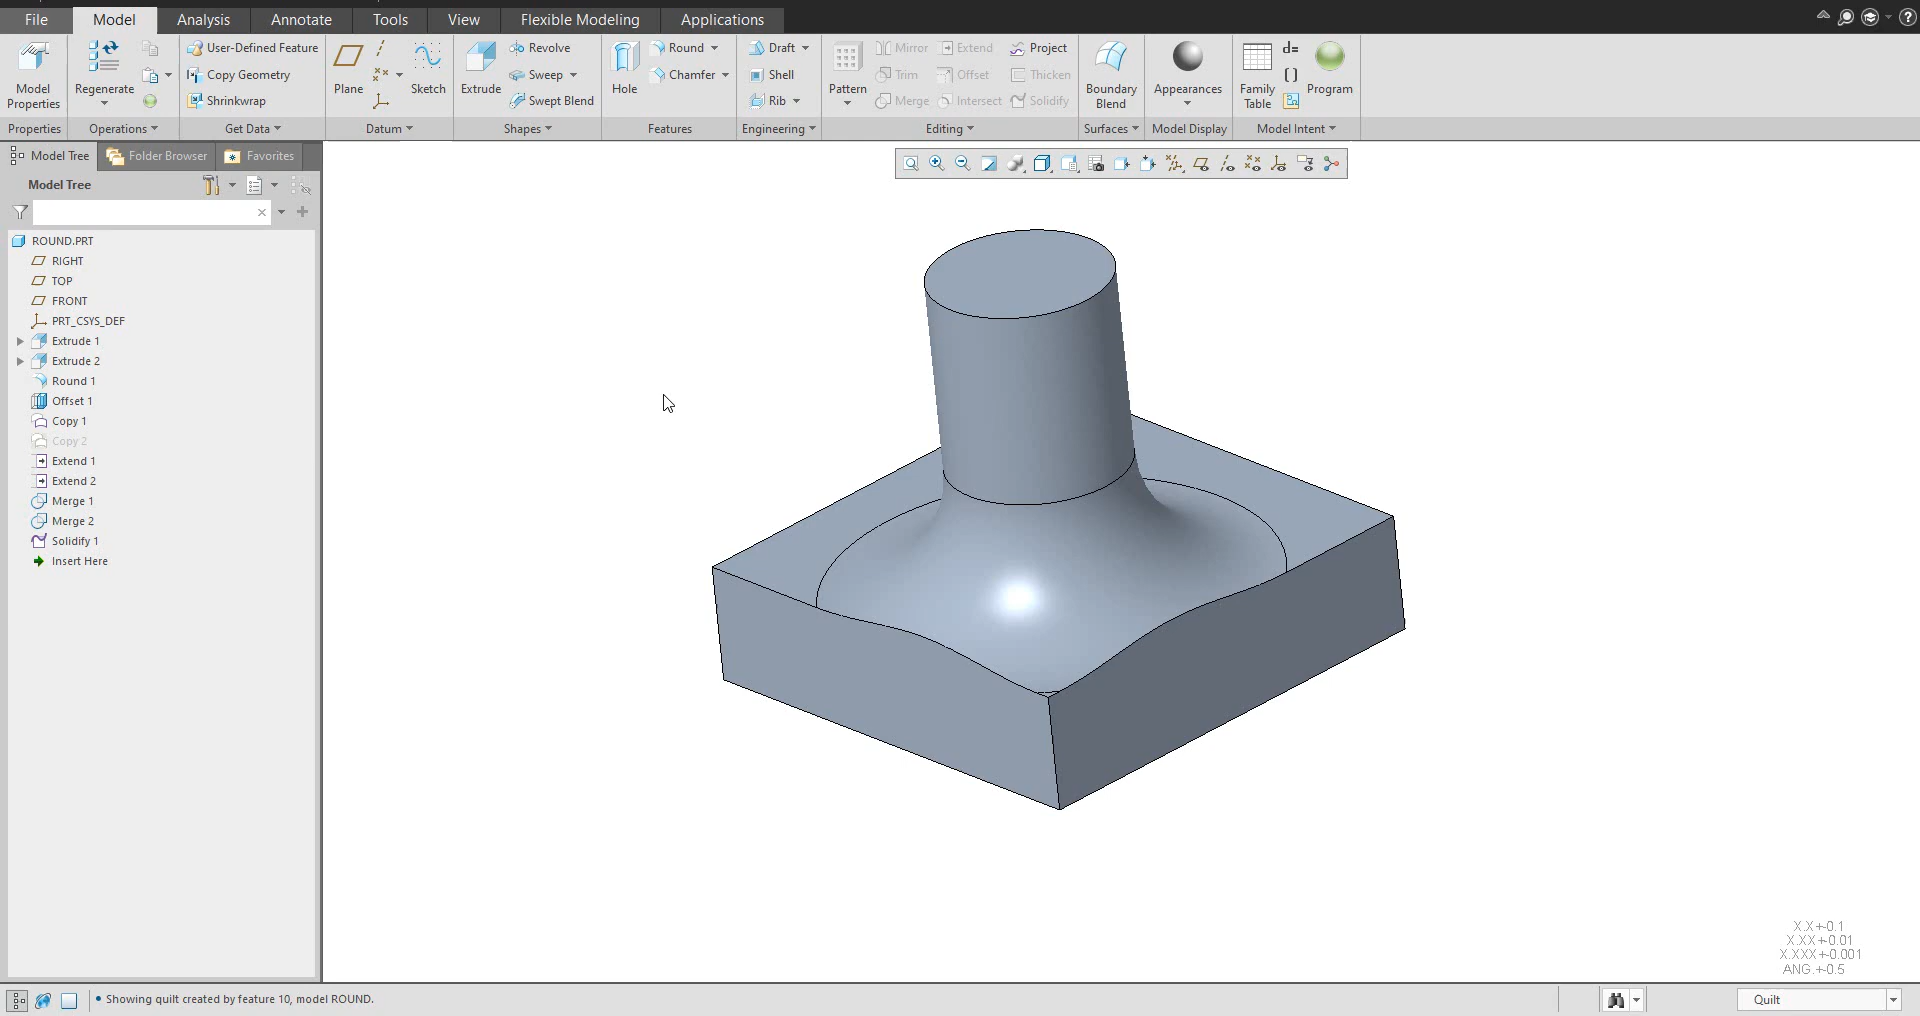 File Model Analysis Annotate Tools View Flexible Modeling Applications
User-Defined Feature Revolve Round Draft Mirror Extend Project d=
Copy Geometry Sweep Chamfer Shell Trim Offset Thicken [ ]
Model Properties Regenerate Plane Sketch Extrude Hole Pattern Boundary Blend Appearances Family Table Program
Shrinkwrap Swept Blend Rib Merge Intersect Solidify
Properties Operations Get Data Datum Shapes Features Engineering Editing Surfaces Model Display Model Intent
Model Tree Folder Browser Favorites
Model Tree
ROUND.PRT
RIGHT
TOP
FRONT
PRT_CSYS_DEF
Extrude 1
Extrude 2
Round 1
Offset 1
Copy 1
Copy 2
Extend 1
Extend 2
Merge 1
Merge 2
Solidify 1
Insert Here
X.X+-0.1
X.XX+-0.01
X.XXX+-0.001
ANG.+-0.5
• Showing quilt created by feature 10, model ROUND.
Quilt